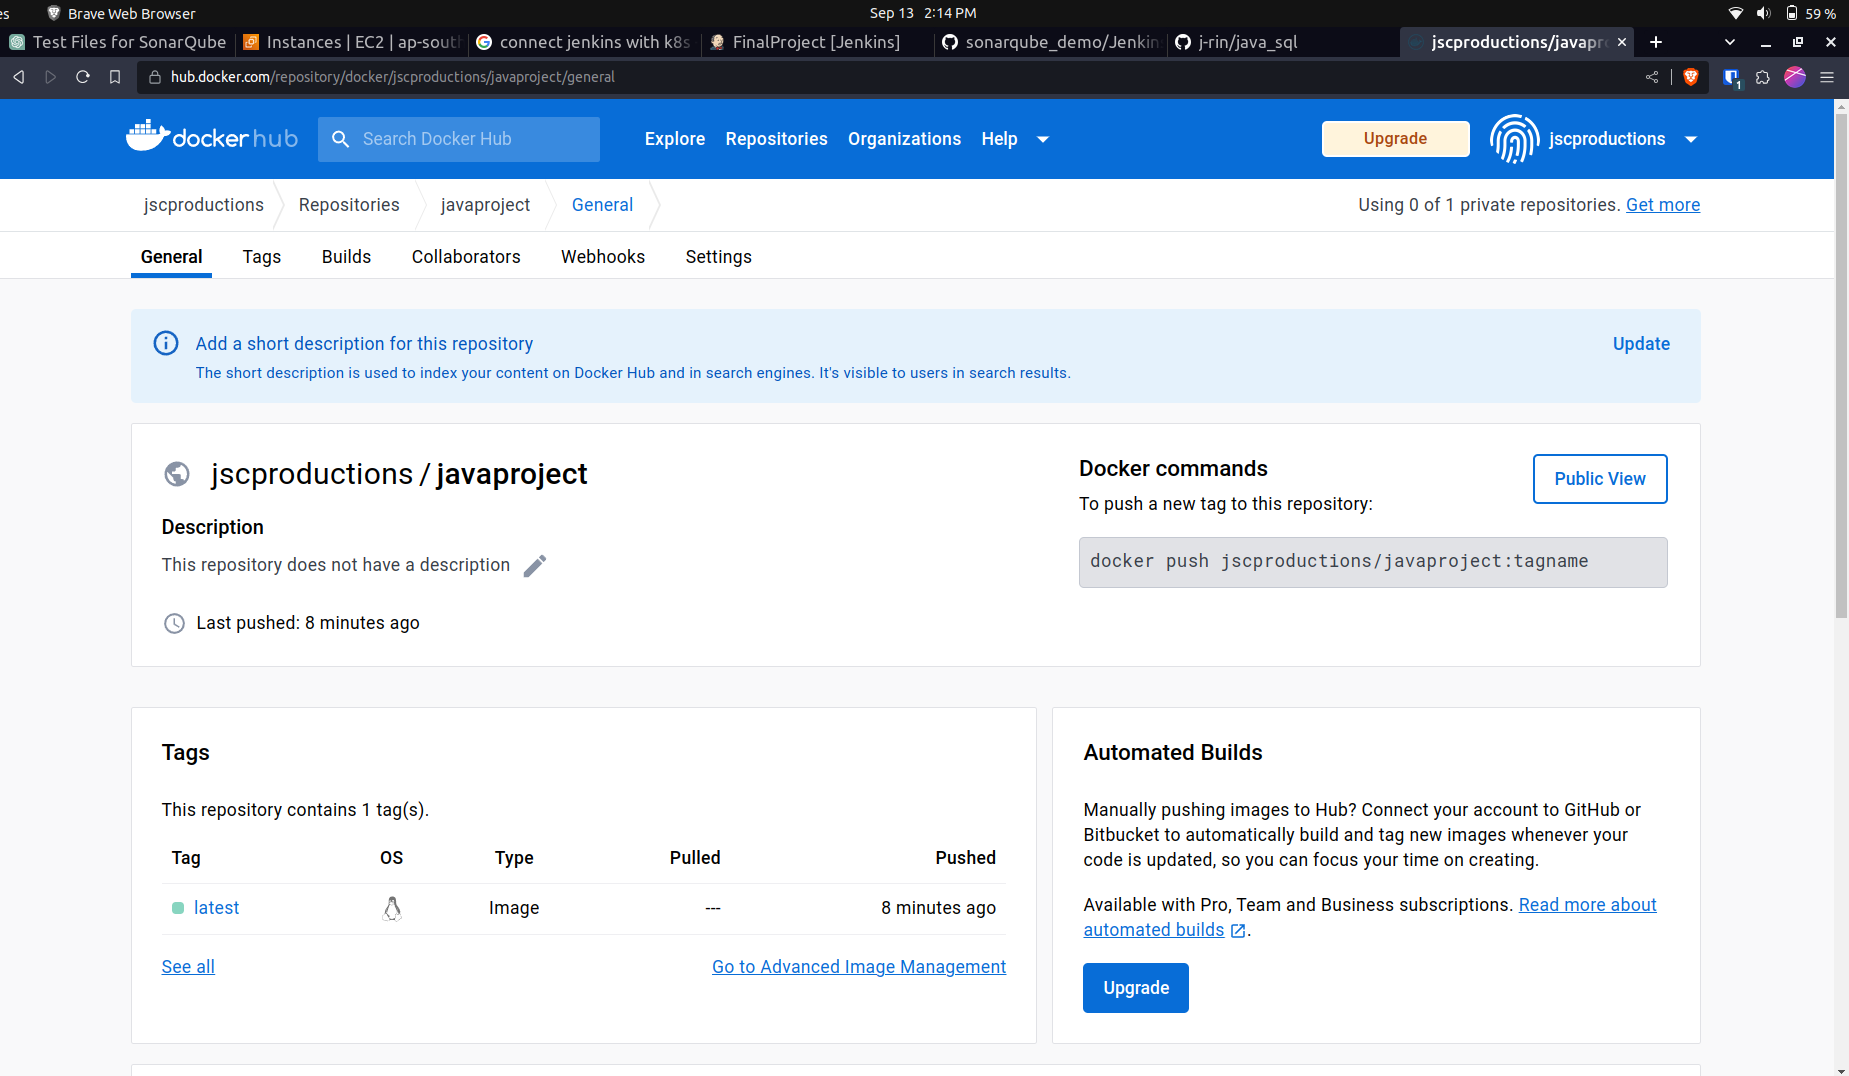 es Brave Web Browser Sep 13 2:14 PM 59 %
Test Files for SonarQube Instances | EC2 | ap-south connect jenkins with k8s FinalProject [Jenkins] sonarqube_demo/Jenkin j-rin/java_sql jscproductions/javapro
hub.docker.com/repository/docker/jscproductions/javaproject/general 1
docker hub Search Docker Hub Explore Repositories Organizations Help Upgrade jscproductions
jscproductions Repositories javaproject General Using 0 of 1 private repositories. Get more
General Tags Builds Collaborators Webhooks Settings
Add a short description for this repository Update
The short description is used to index your content on Docker Hub and in search engines. It's visible to users in search results.
jscproductions / javaproject
Description
This repository does not have a description
Last pushed: 8 minutes ago
Docker commands
Public View
To push a new tag to this repository:
docker push jscproductions/javaproject:tagname
Tags
This repository contains 1 tag(s).
Tag OS Type Pulled Pushed
latest Image --- 8 minutes ago
See all Go to Advanced Image Management
Automated Builds
Manually pushing images to Hub? Connect your account to GitHub or
Bitbucket to automatically build and tag new images whenever your
code is updated, so you can focus your time on creating.
Available with Pro, Team and Business subscriptions. Read more about
automated builds .
Upgrade